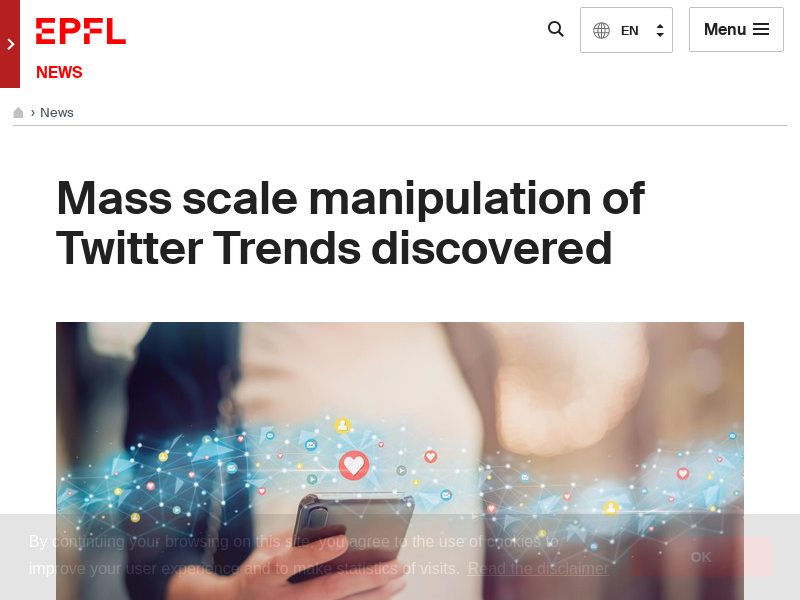 EPFL
EN
Menu
NEWS
› News
Mass scale manipulation of
Twitter Trends discovered
By continuing your browsing on this site, you agree to the use of cookies to
improve your user experience and to make statistics of visits. Read the disclaimer
OK